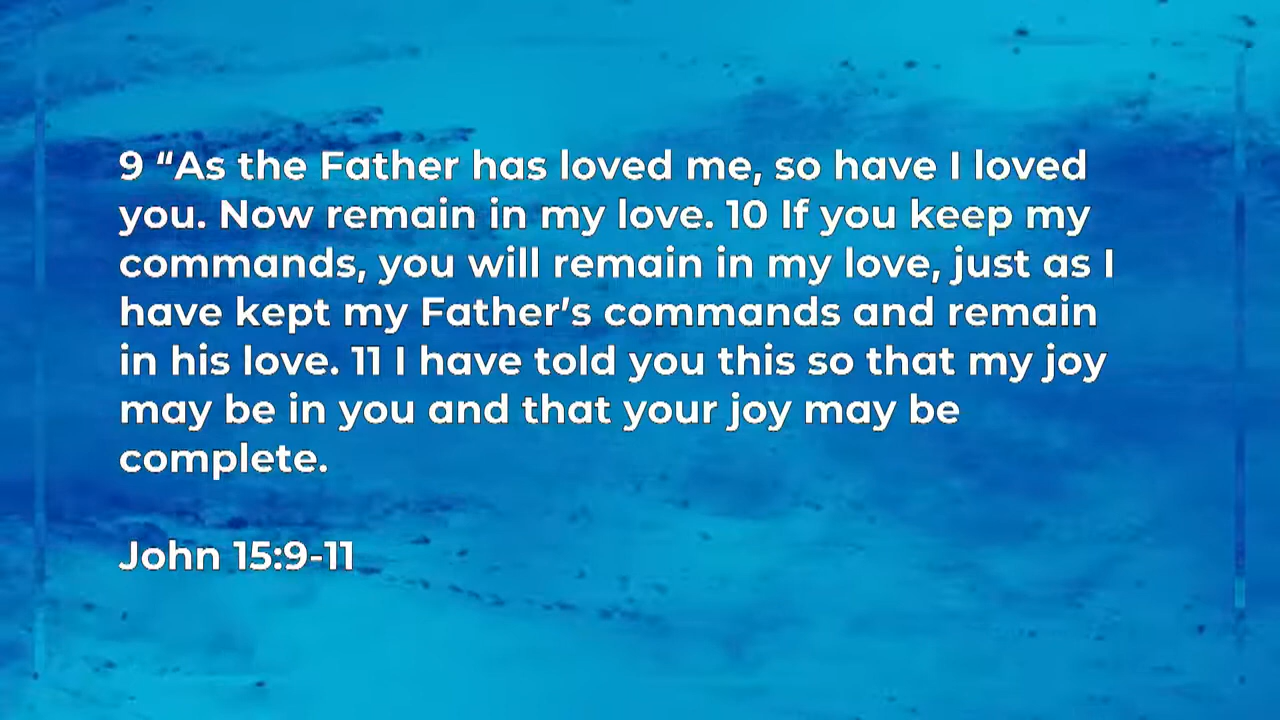 9 “As the Father has loved me, so have I loved
you. Now remain in my love. 10 If you keep my
commands, you will remain in my love, just as I
have kept my Father’s commands and remain
in his love. 11 I have told you this so that my joy
may be in you and that your joy may be
complete.
John 15:9-11